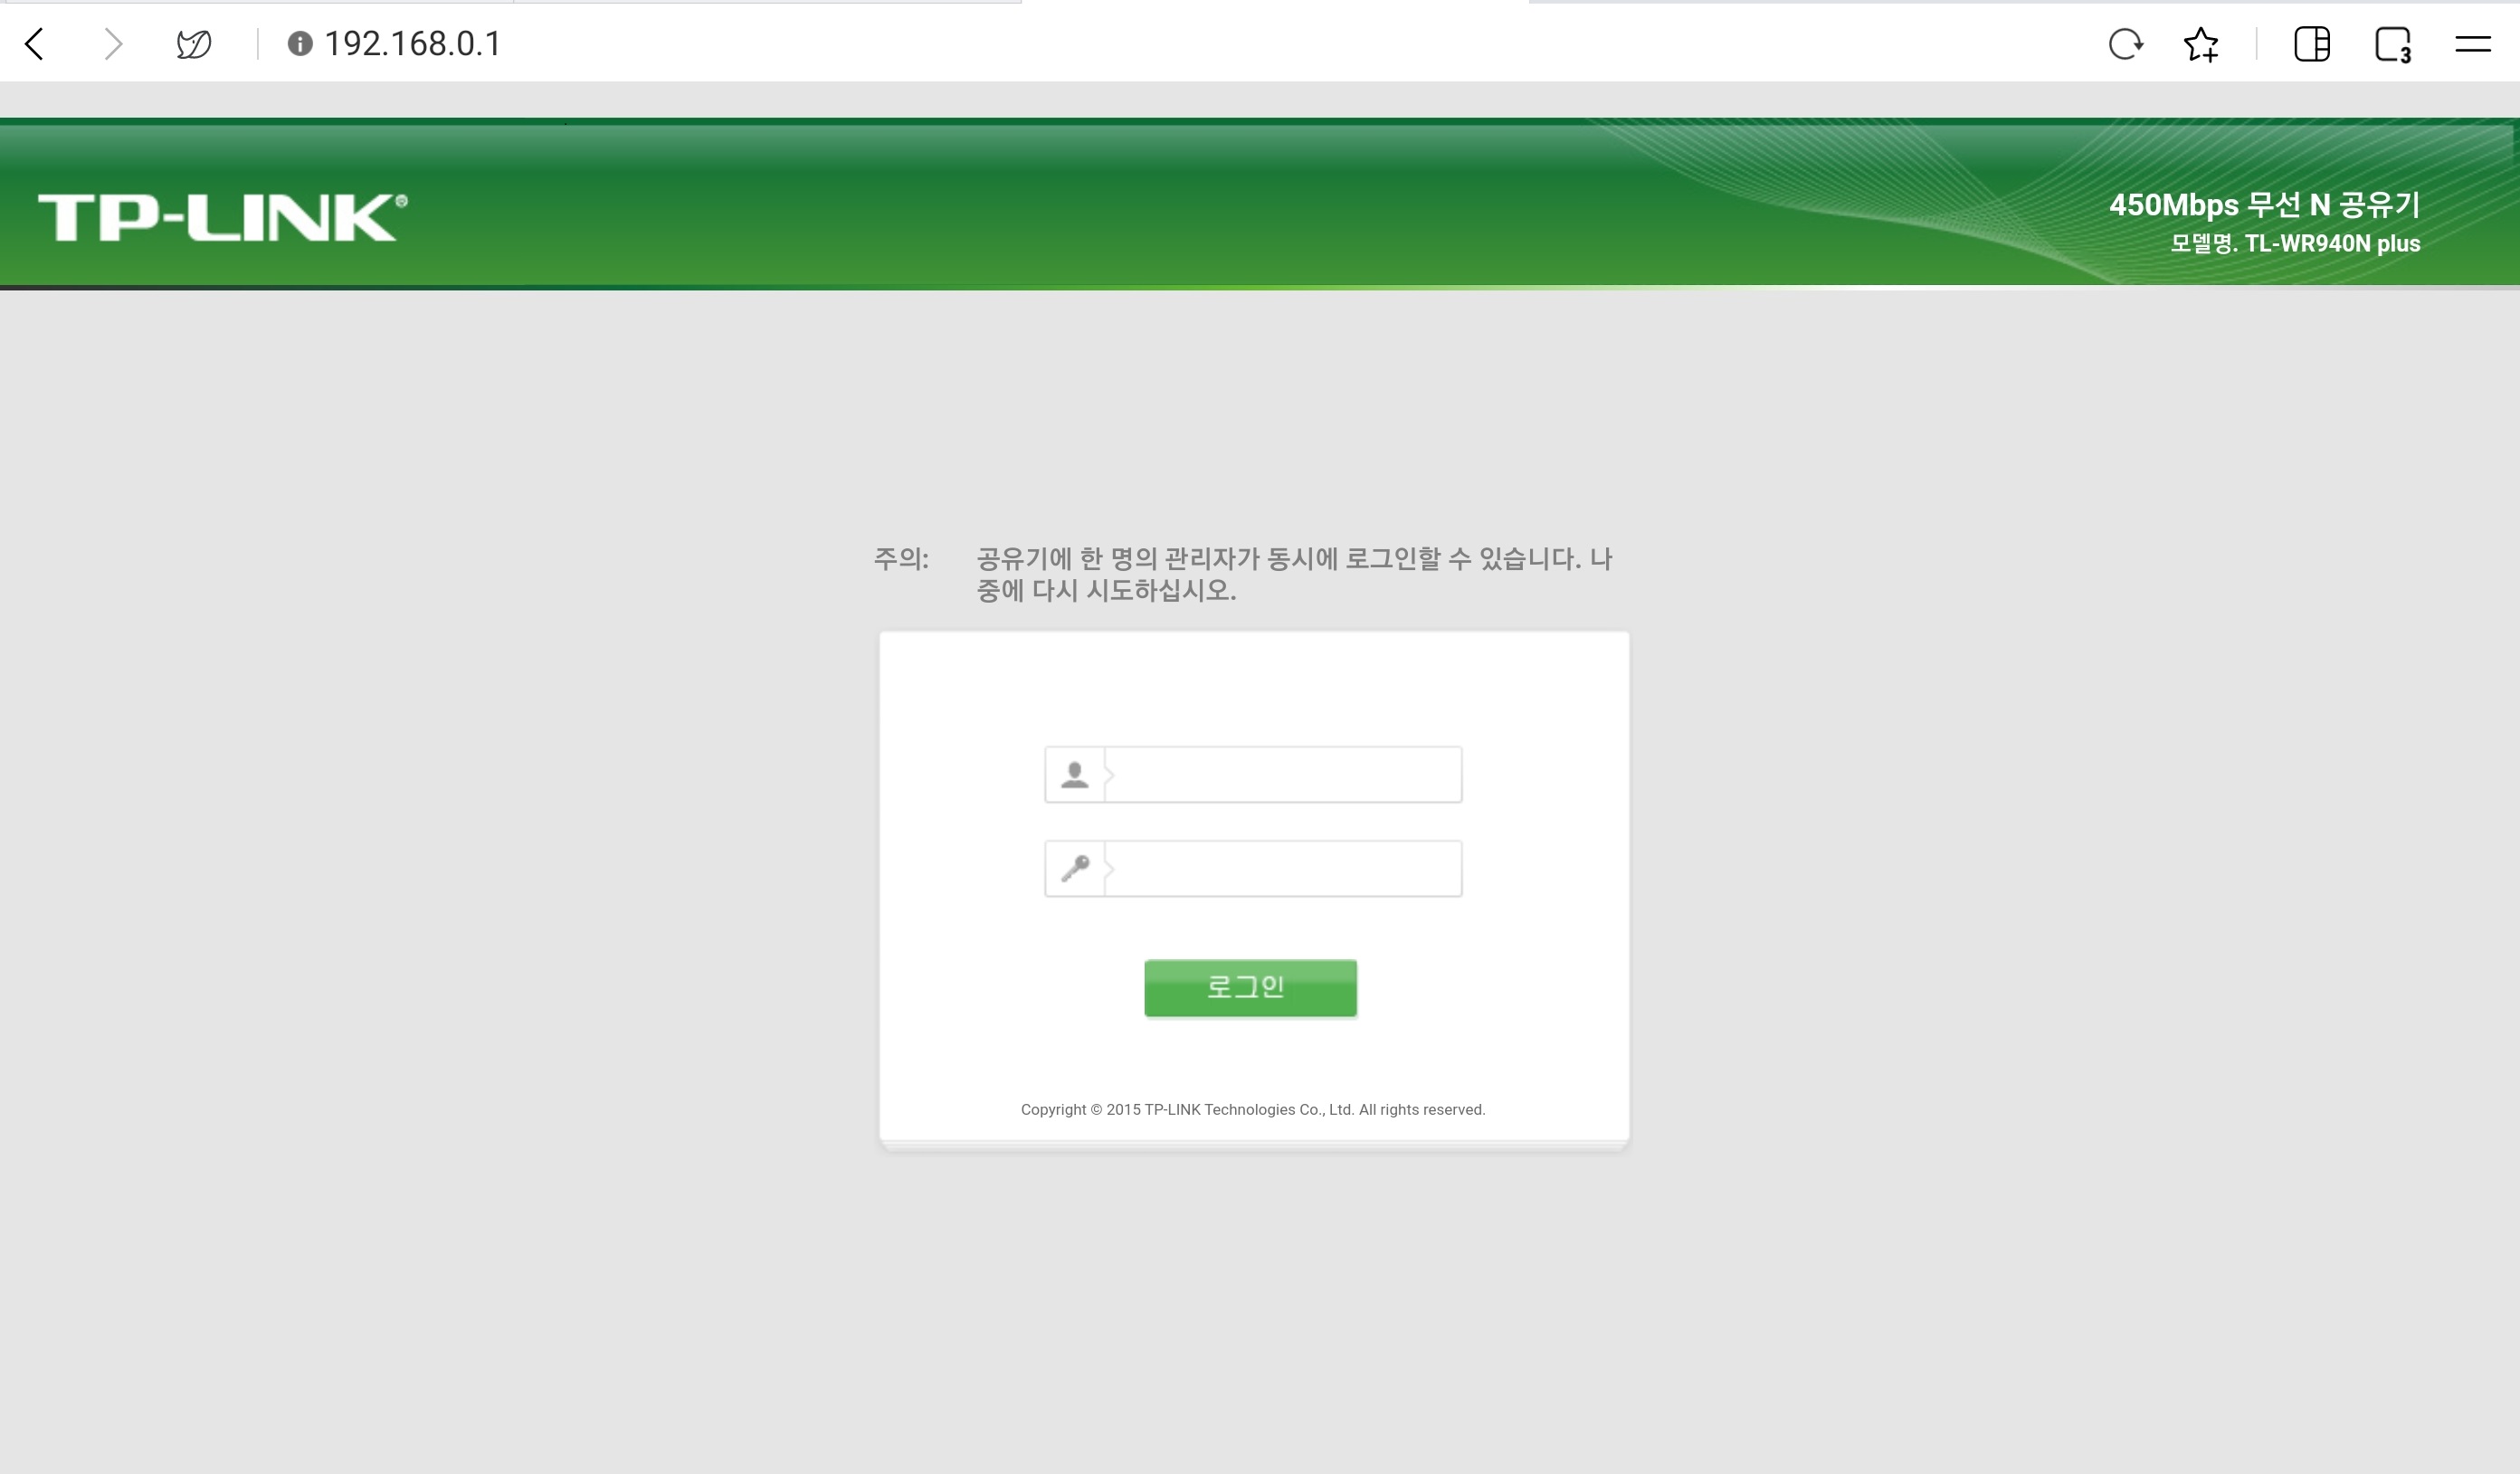 192.168.0.1
3
TP-LINK®
450Mbps 무선 N 공유기
모델명. TL-WR940N plus
주의: 공유기에 한 명의 관리자가 동시에 로그인할 수 있습니다. 나
중에 다시 시도하십시오.
로그인
Copyright © 2015 TP-LINK Technologies Co., Ltd. All rights reserved.